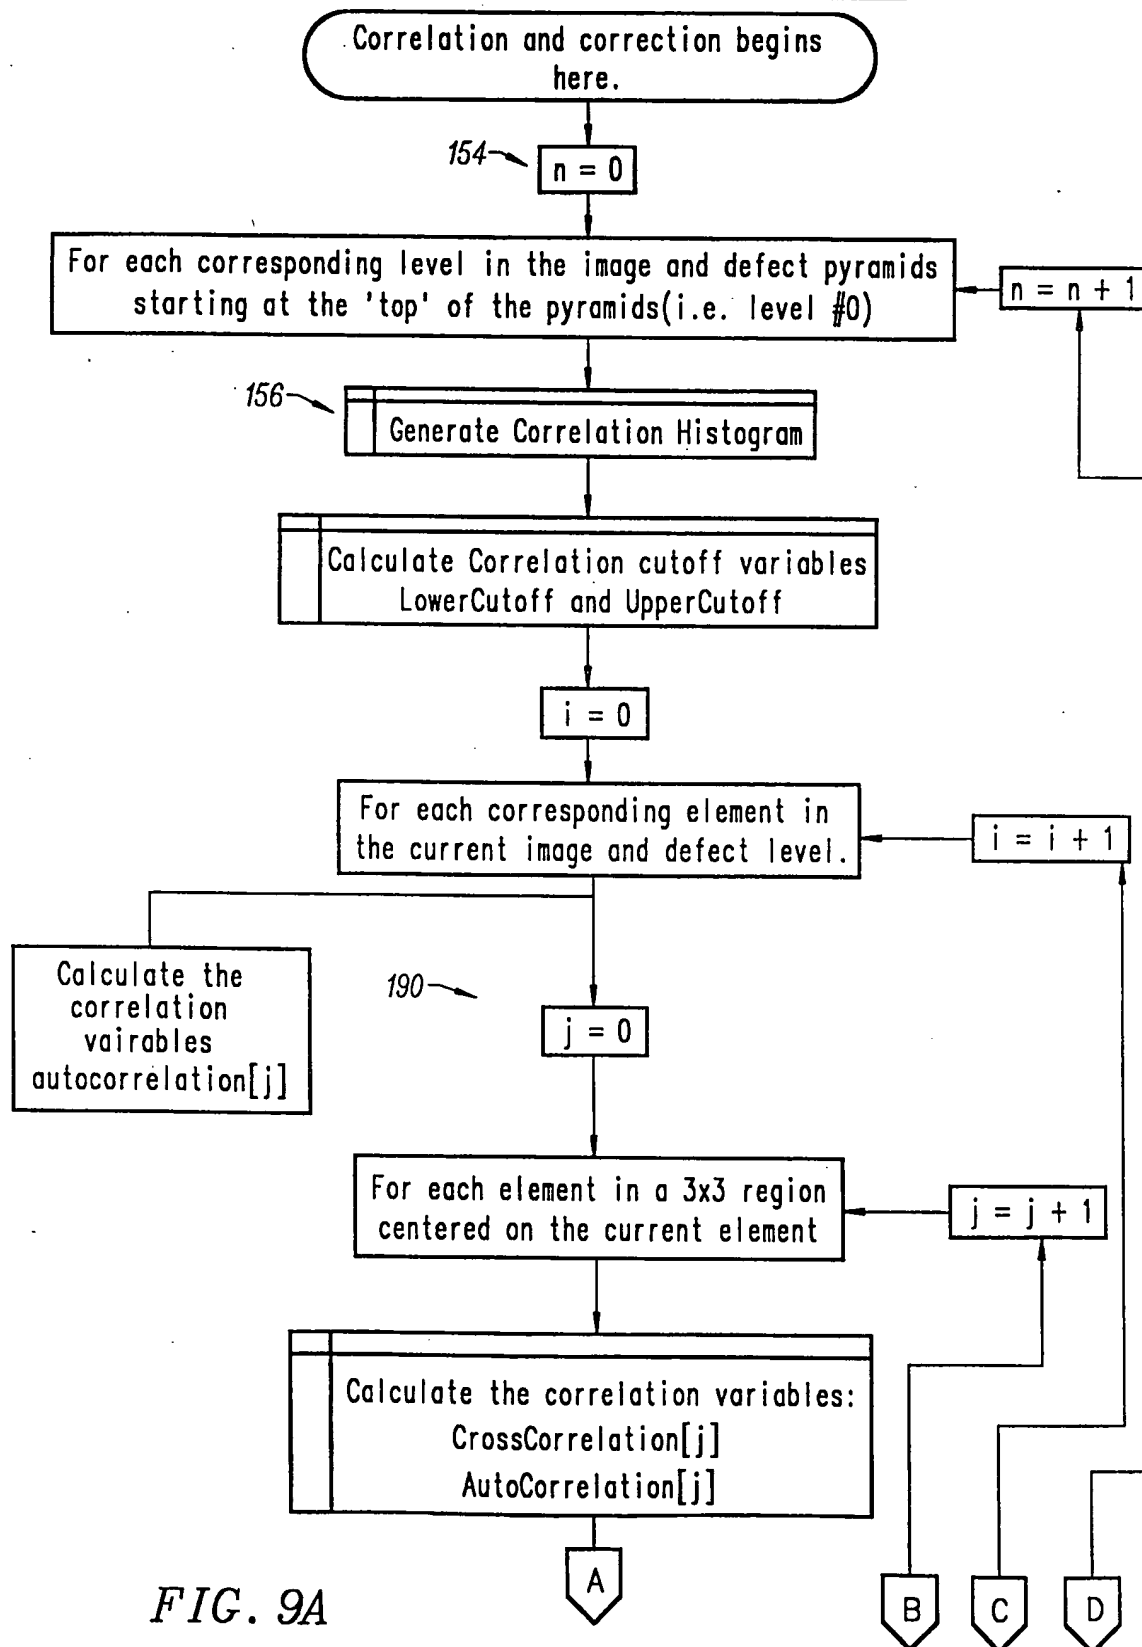 Correlation and correction begins
here.
154
n = 0
For each corresponding level in the image and defect pyramids
starting at the 'top' of the pyramids(i.e. level #0)
n = n + 1
156
Generate Correlation Histogram
Calculate Correlation cutoff variables
LowerCutoff and UpperCutoff
i = 0
For each corresponding element in
the current image and defect level.
i = i + 1
Calculate the
correlation
vairables
autocorrelation[j]
190
j = 0
For each element in a 3x3 region
centered on the current element
j = j + 1
Calculate the correlation variables:
CrossCorrelation[j]
AutoCorrelation[j]
A
B
C
D
FIG. 9A